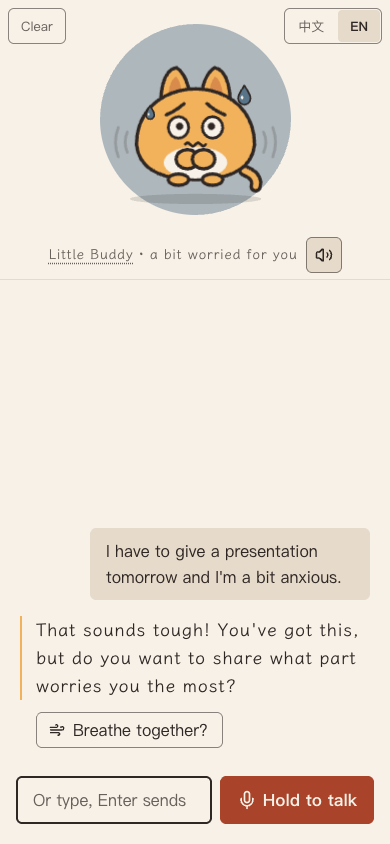 Clear
中文 EN
Little Buddy • a bit worried for you
I have to give a presentation
tomorrow and I'm a bit anxious.
That sounds tough! You've got this,
but do you want to share what part
worries you the most?
Breathe together?
Or type, Enter sends
Hold to talk